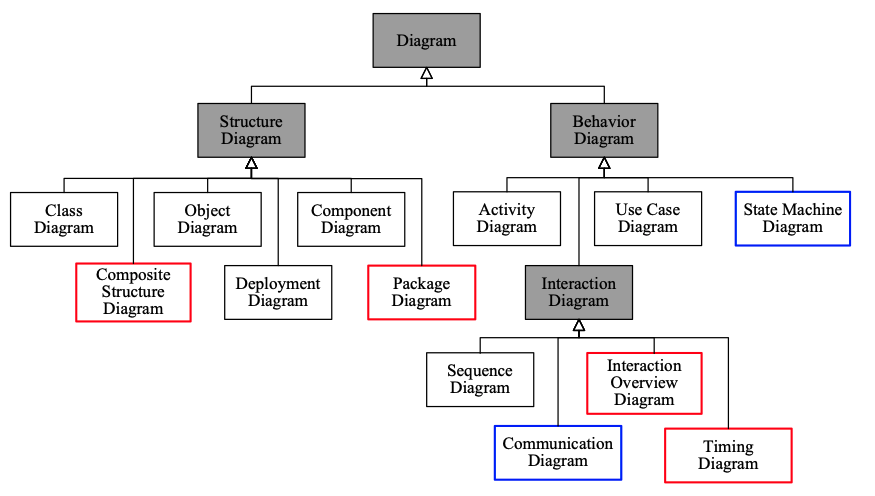 Diagram
Structure
Diagram
Behavior
Diagram
Class
Diagram
Object
Diagram
Component
Diagram
Activity
Diagram
Use Case
Diagram
State Machine
Diagram
Composite
Structure
Diagram
Deployment
Diagram
Package
Diagram
Interaction
Diagram
Sequence
Diagram
Interaction
Overview
Diagram
Communication
Diagram
Timing
Diagram